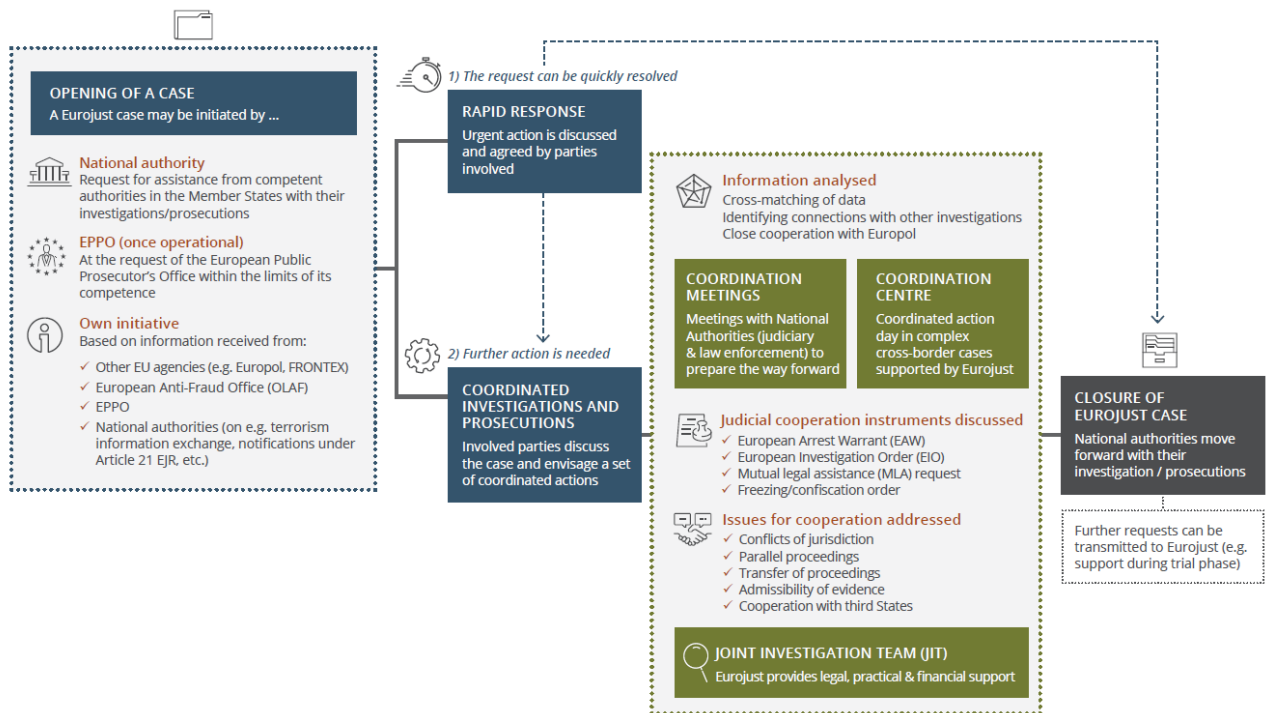 OPENING OF A CASE
A Eurojust case may be initiated by ...
National authority
Request for assistance from competent
authorities in the Member States with their
investigations/prosecutions
EPPO (once operational)
At the request of the European Public
Prosecutor's Office within the limits of its
competence
Own initiative
Based on information received from:
✓ Other EU agencies (e.g. Europol, FRONTEX)
✓ European Anti-Fraud Office (OLAF)
✓ EPPO
✓ National authorities (on e.g. terrorism
information exchange, notifications under
Article 21 EJR, etc.)
1) The request can be quickly resolved
RAPID RESPONSE
Urgent action is discussed
and agreed by parties
involved
2) Further action is needed
COORDINATED
INVESTIGATIONS AND
PROSECUTIONS
Involved parties discuss
the case and envisage a set
of coordinated actions
Information analysed
Cross-matching of data
Identifying connections with other investigations
Close cooperation with Europol
COORDINATION
MEETINGS
Meetings with National
Authorities (judiciary
& law enforcement) to
prepare the way forward
COORDINATION
CENTRE
Coordinated action
day in complex
cross-border cases
supported by Eurojust
Judicial cooperation instruments discussed
✓ European Arrest Warrant (EAW)
✓ European Investigation Order (EIO)
✓ Mutual legal assistance (MLA) request
✓ Freezing/confiscation order
Issues for cooperation addressed
✓ Conflicts of jurisdiction
✓ Parallel proceedings
✓ Transfer of proceedings
✓ Admissibility of evidence
✓ Cooperation with third States
JOINT INVESTIGATION TEAM (JIT)
Eurojust provides legal, practical & financial support
CLOSURE OF
EUROJUST CASE
National authorities move
forward with their
investigation / prosecutions
Further requests can be
transmitted to Eurojust (e.g.
support during trial phase)